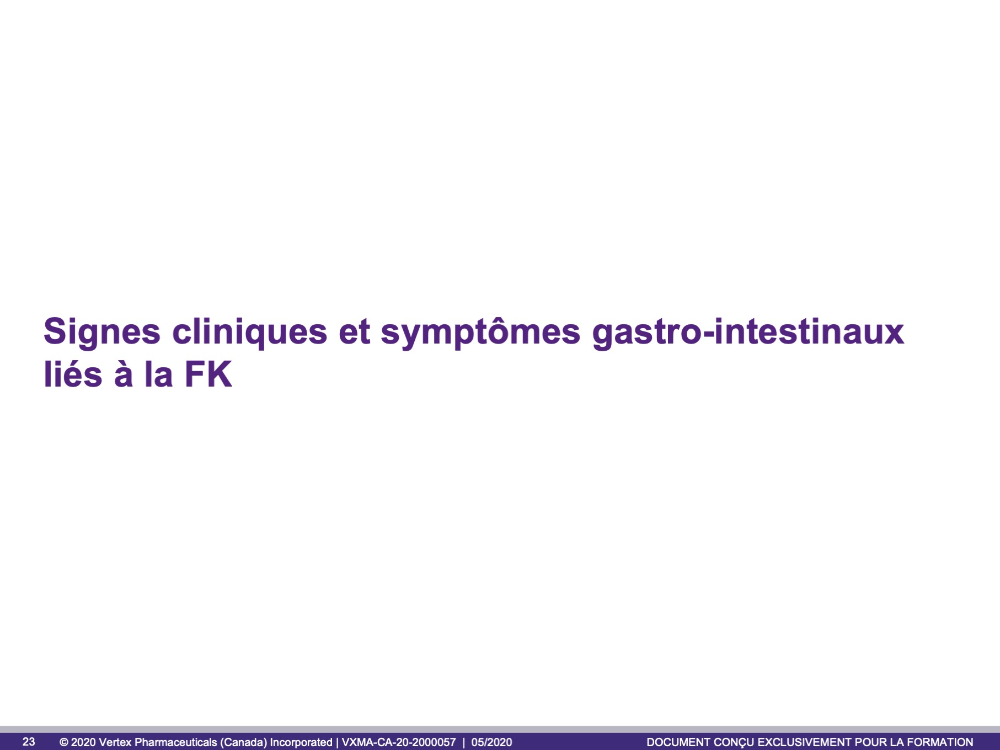 Signes cliniques et symptômes gastro-intestinaux
liés à la FK
23 © 2020 Vertex Pharmaceuticals (Canada) Incorporated | VXMA-CA-20-2000057 | 05/2020 DOCUMENT CONÇU EXCLUSIVEMENT POUR LA FORMATION